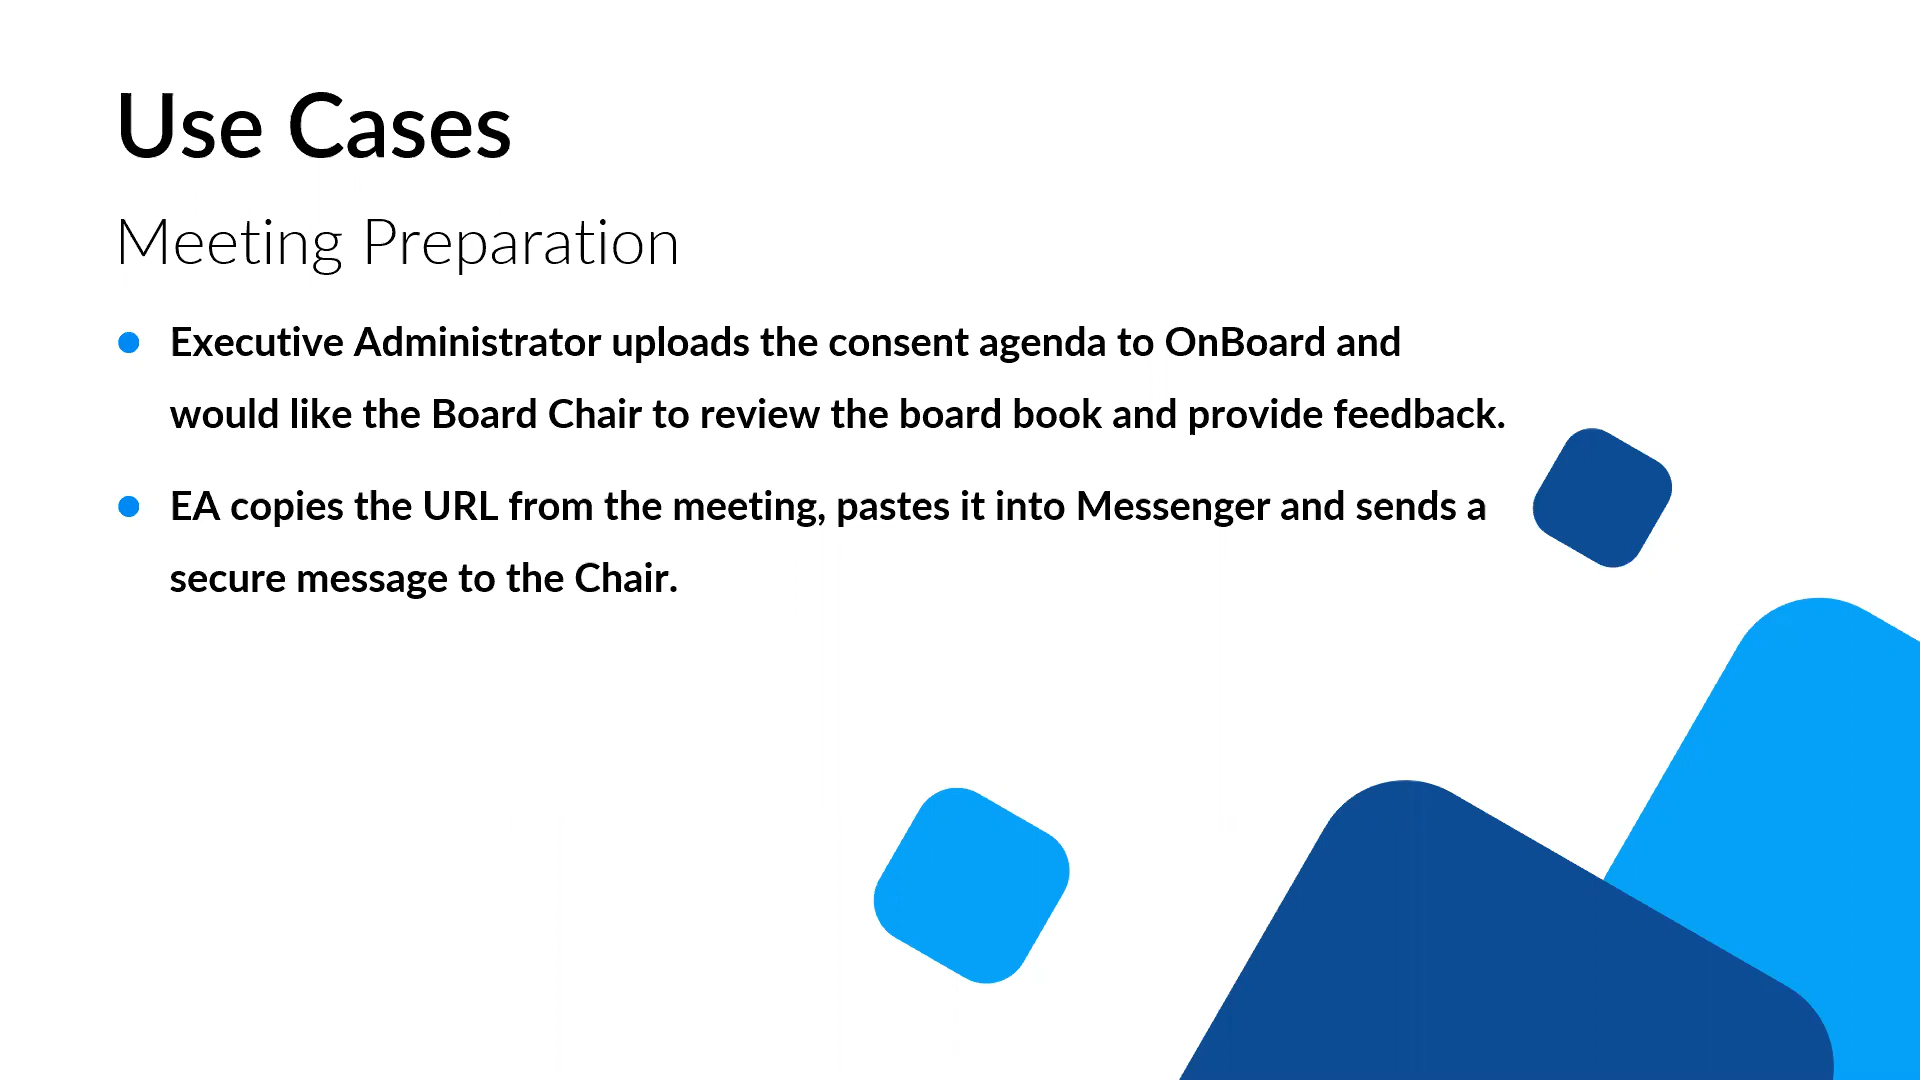 Use Cases
Meeting Preparation
Executive Administrator uploads the consent agenda to OnBoard and
would like the Board Chair to review the board book and provide feedback.
EA copies the URL from the meeting, pastes it into Messenger and sends a
secure message to the Chair.